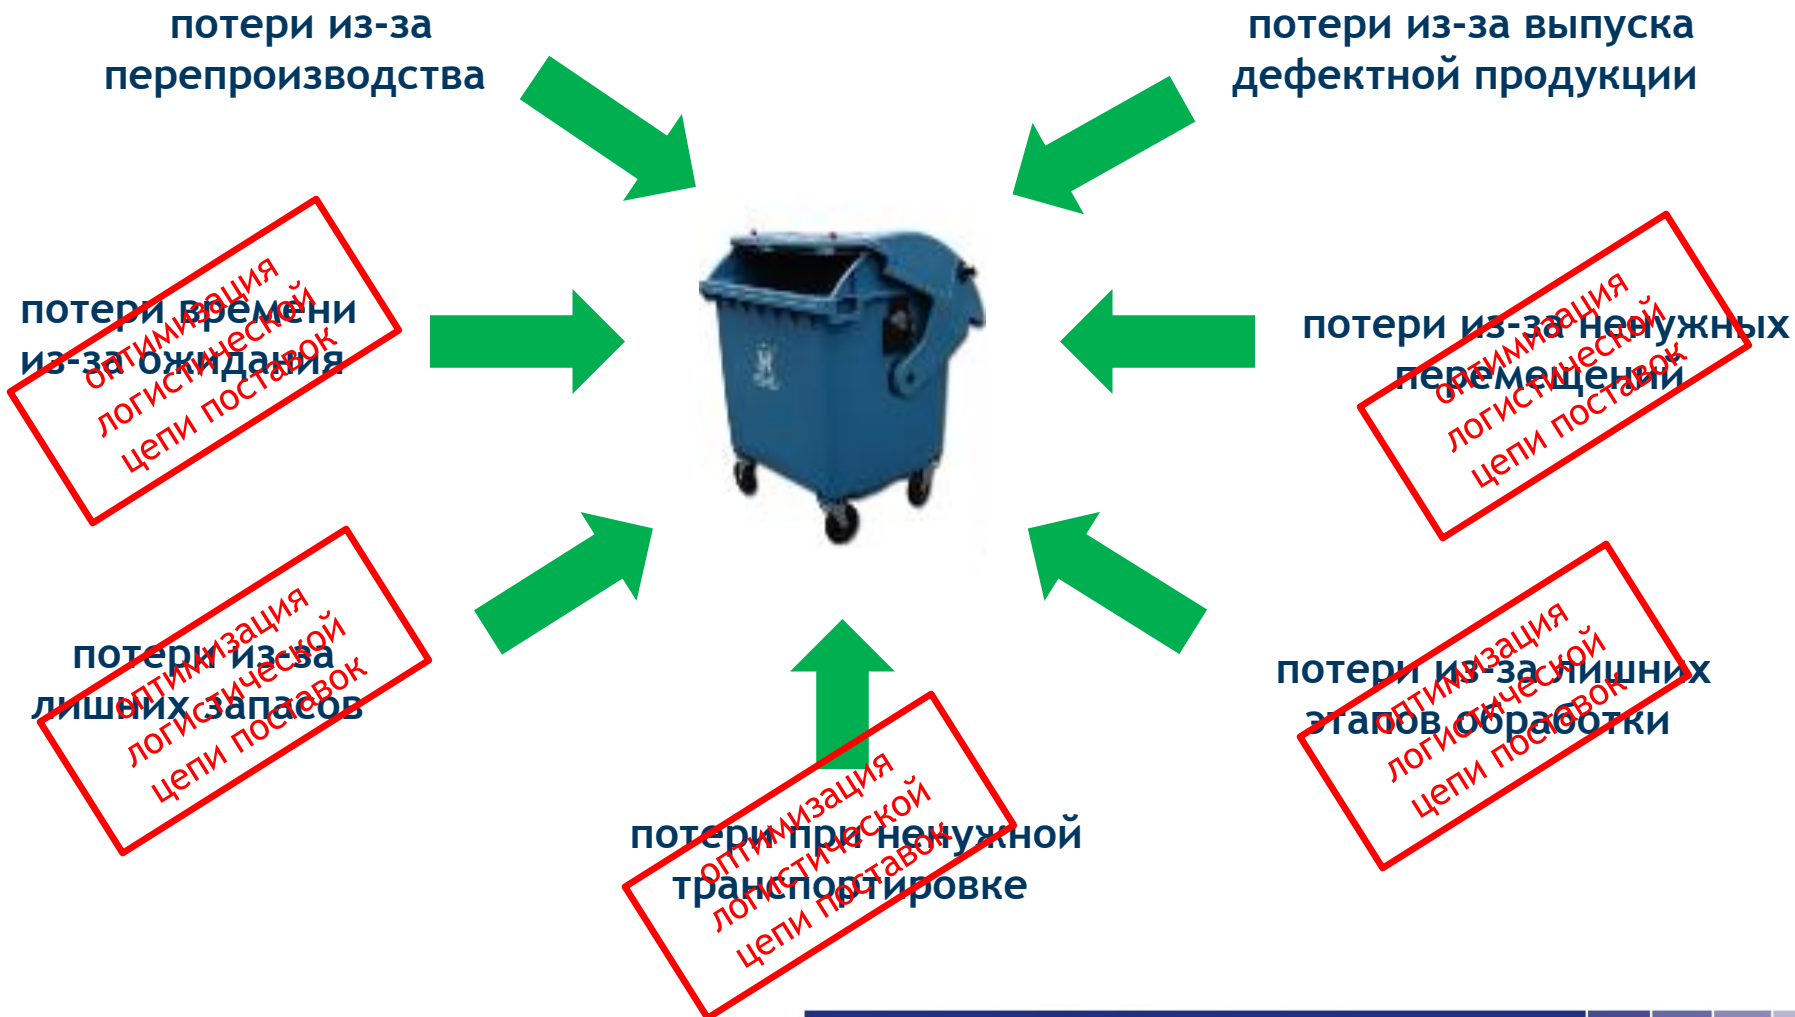 потери из-за
перепроизводства
потери из-за выпуска
дефектной продукции
потери времени
из-за ожидания
оптимизация
логистической
цепи поставок
потери из-за ненужных
перемещений
оптимизация
логистической
цепи поставок
потери из-за
лишних запасов
оптимизация
логистической
цепи поставок
потери из-за лишних
этапов обработки
оптимизация
логистической
цепи поставок
потери при ненужной
транспортировке
оптимизация
логистической
цепи поставок